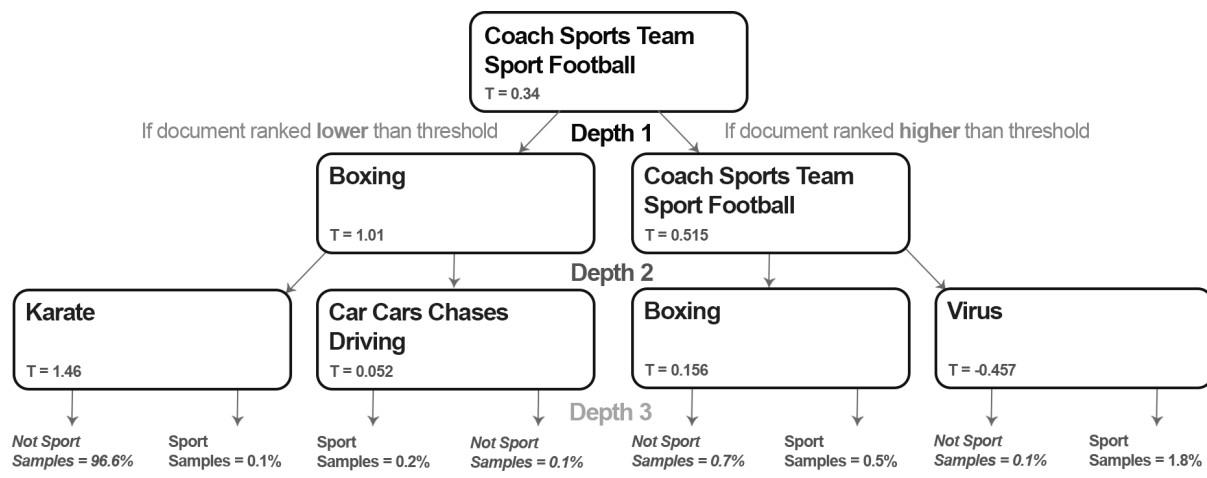 Coach Sports Team
Sport Football
T = 0.34
If document ranked lower than threshold
Depth 1
If document ranked higher than threshold
Boxing
T = 1.01
Coach Sports Team
Sport Football
T = 0.515
Depth 2
Karate
T = 1.46
Car Cars Chases
Driving
T = 0.052
Boxing
T = 0.156
Virus
T = -0.457
Depth 3
Not Sport
Samples = 96.6%
Sport
Samples = 0.1%
Sport
Samples = 0.2%
Not Sport
Samples = 0.1%
Not Sport
Samples = 0.7%
Sport
Samples = 0.5%
Not Sport
Samples = 0.1%
Sport
Samples = 1.8%